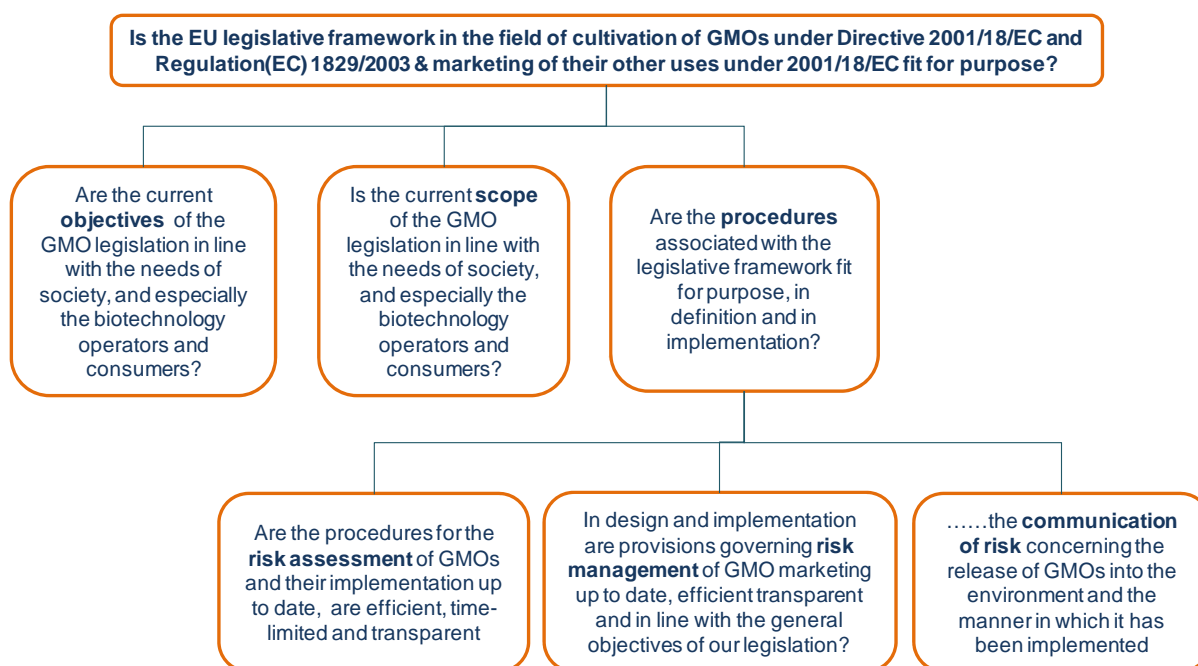 Is the EU legislative framework in the field of cultivation of GMOs under Directive 2001/18/EC and
Regulation(EC) 1829/2003 & marketing of their other uses under 2001/18/EC fit for purpose?
Are the current
objectives of the
GMO legislation in line
with the needs of
society, and especially
the biotechnology
operators and
consumers?
Is the current scope
of the GMO
legislation in line with
the needs of society,
and especially the
biotechnology
operators and
consumers?
Are the procedures
associated with the
legislative framework fit
for purpose, in
definition and in
implementation?
Are the procedures for the
risk assessment of GMOs
and their implementation up
to date, are efficient, time-
limited and transparent
In design and implementation
are provisions governing risk
management of GMO marketing
up to date, efficient transparent
and in line with the general
objectives of our legislation?
……the communication
of risk concerning the
release of GMOs into the
environment and the
manner in which it has
been implemented